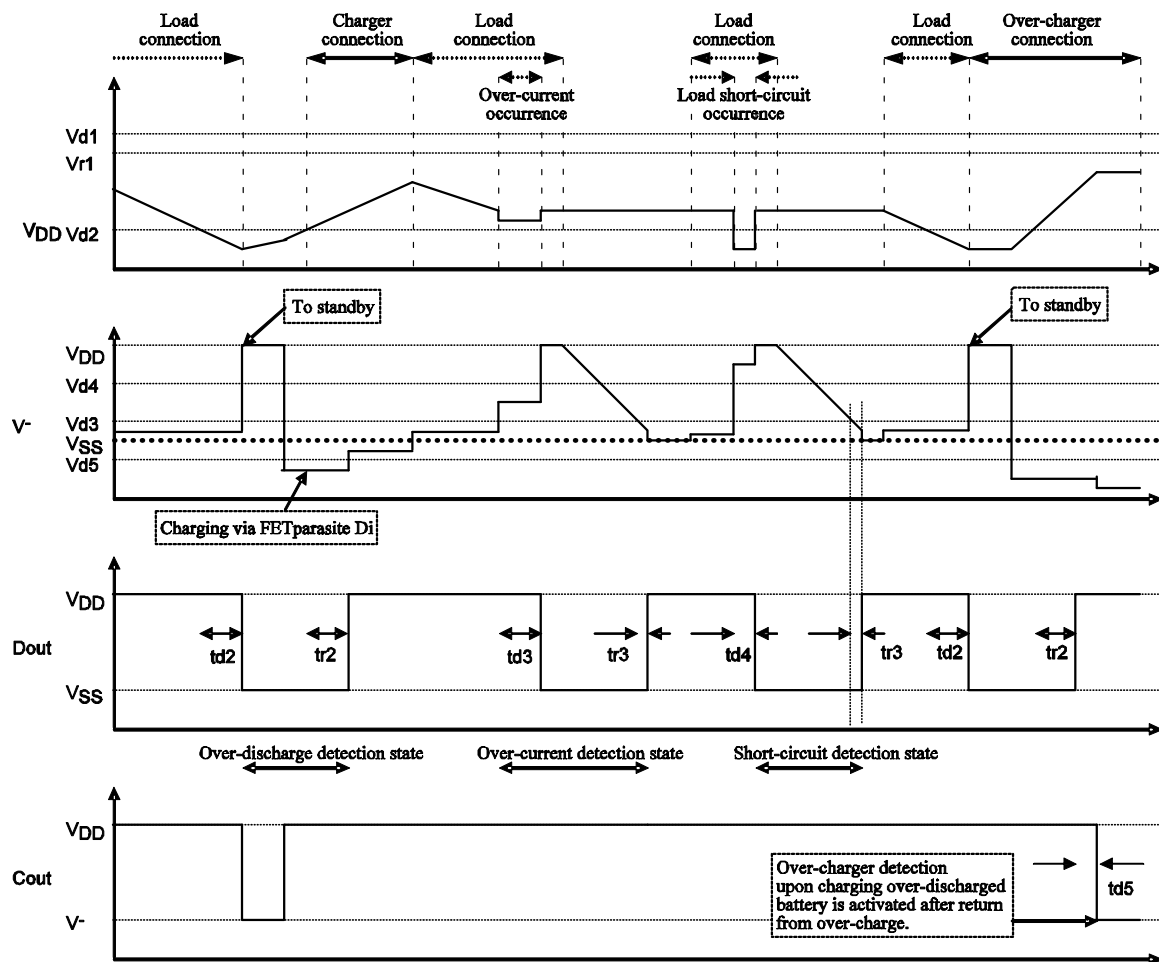 Load
connection
Charger
connection
Load
connection
Load
connection
Load
connection
Over-charger
connection
Over-current
occurrence
Load short-circuit
occurrence
Vd1
Vr1
VDD Vd2
To standby
To standby
VDD
Vd4
V- Vd3
VSS
Vd5
Charging via FETparasite Di
VDD
Dout
VSS
td2
tr2
td3
tr3
td4
tr3
td2
tr2
Over-discharge detection state
Over-current detection state
Short-circuit detection state
VDD
Cout
V-
Over-charger detection
upon charging over-discharged
battery is activated after return
from over-charge.
td5